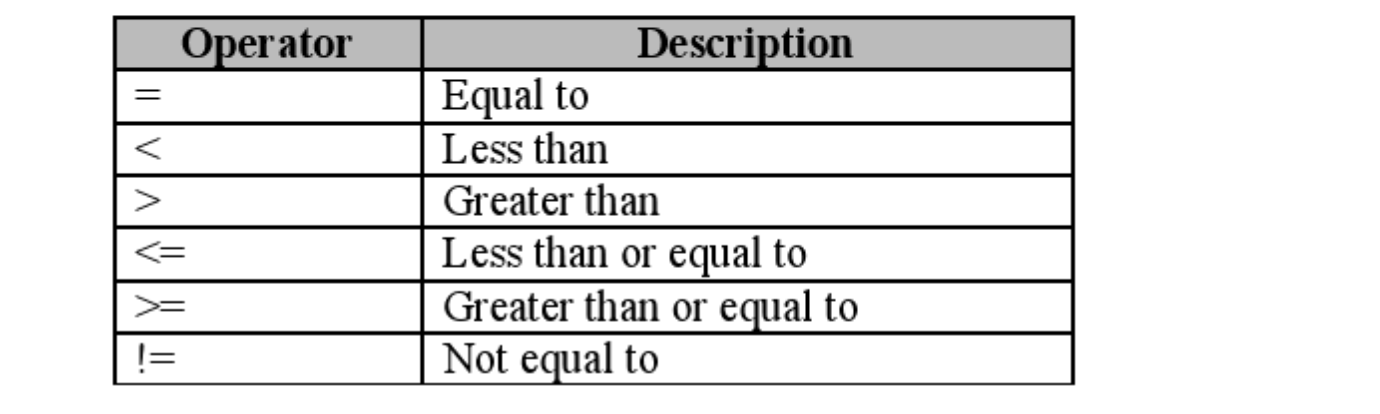 Operator Description
= Equal to
< Less than
> Greater than
<= Less than or equal to
>= Greater than or equal to
!= Not equal to